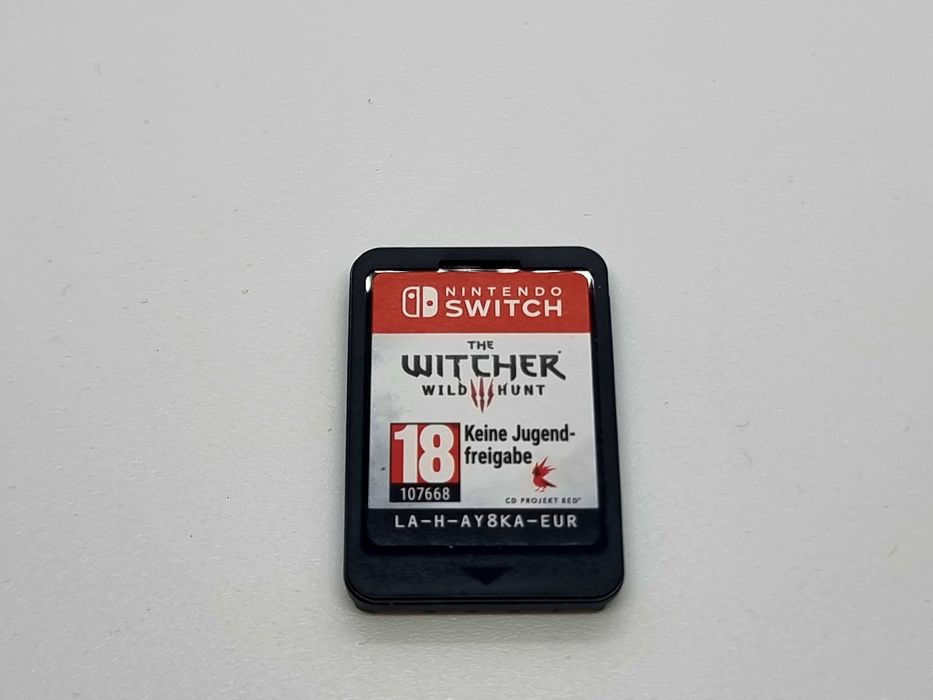 NINTENDO
SWITCH
THE
WITCHER
WILD HUNT
18
107668
Keine Jugend-
freigabe
CD PROJEKT RED
LA-H-AY8KA-EUR